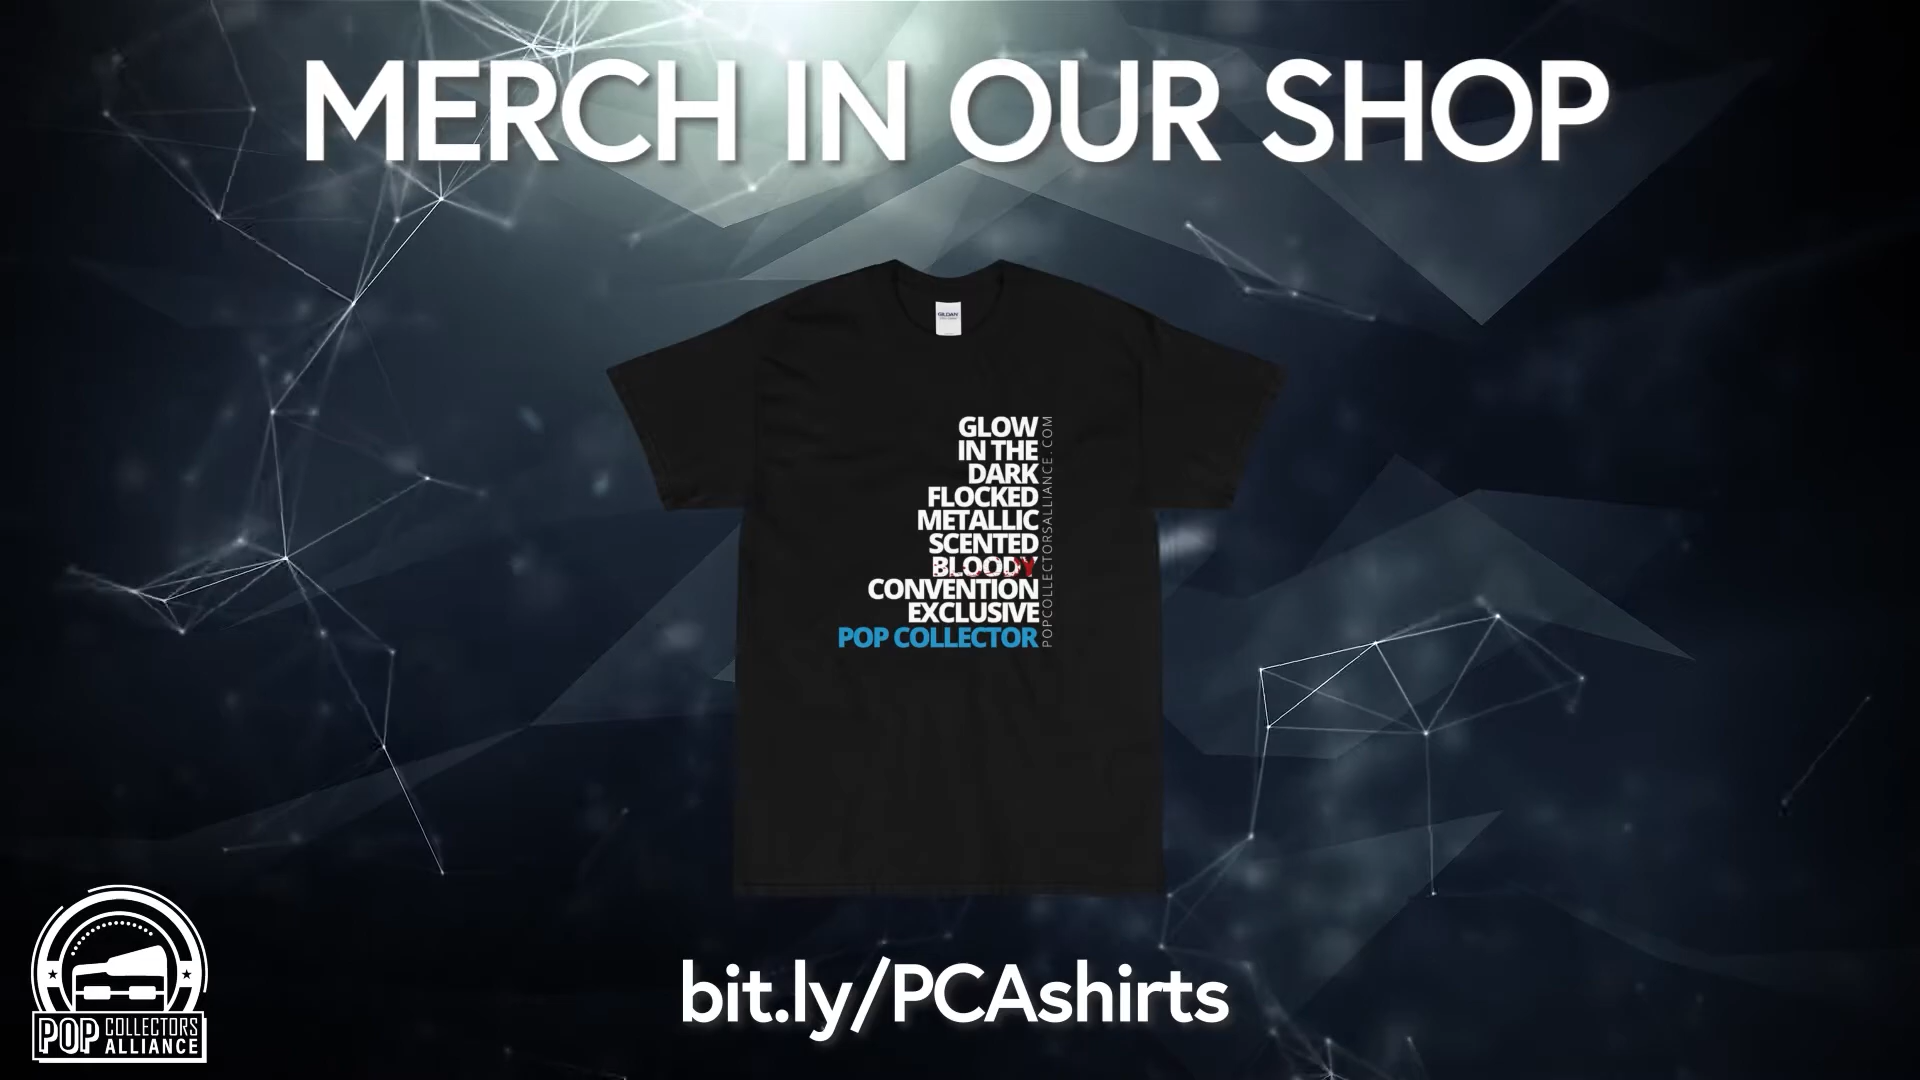 MERCH IN OUR SHOP
GILDAN
GLOW
IN THE
DARK
FLOCKED
METALLIC
SCENTED
BLOODY
CONVENTION
EXCLUSIVE
POP COLLECTOR
POPCOLLECTORSALLIANCE.COM
bit.ly/PCAshirts
POP COLLECTORS
ALLIANCE